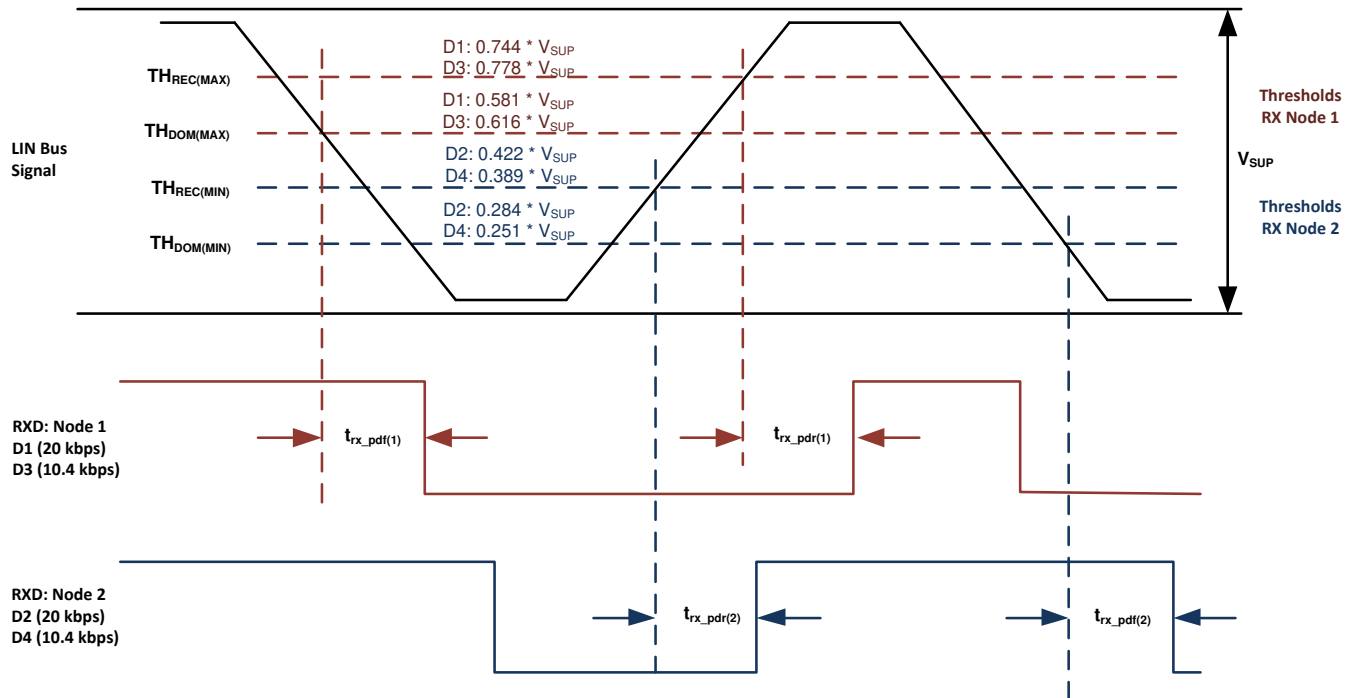 D1: 0.744 * VSUP
THREC(MAX)
D3: 0.778 * VSUP
D1: 0.581 * VSUP
THDOM(MAX)
D3: 0.616 * VSUP
Thresholds
RX Node 1
LIN Bus
Signal
D2: 0.422 * VSUP
THREC(MIN)
D4: 0.389 * VSUP
VSUP
D2: 0.284 * VSUP
THDOM(MIN)
D4: 0.251 * VSUP
Thresholds
RX Node 2
RXD: Node 1
D1 (20 kbps)
D3 (10.4 kbps)
trx_pdf(1)
trx_pdr(1)
RXD: Node 2
D2 (20 kbps)
D4 (10.4 kbps)
trx_pdr(2)
trx_pdf(2)